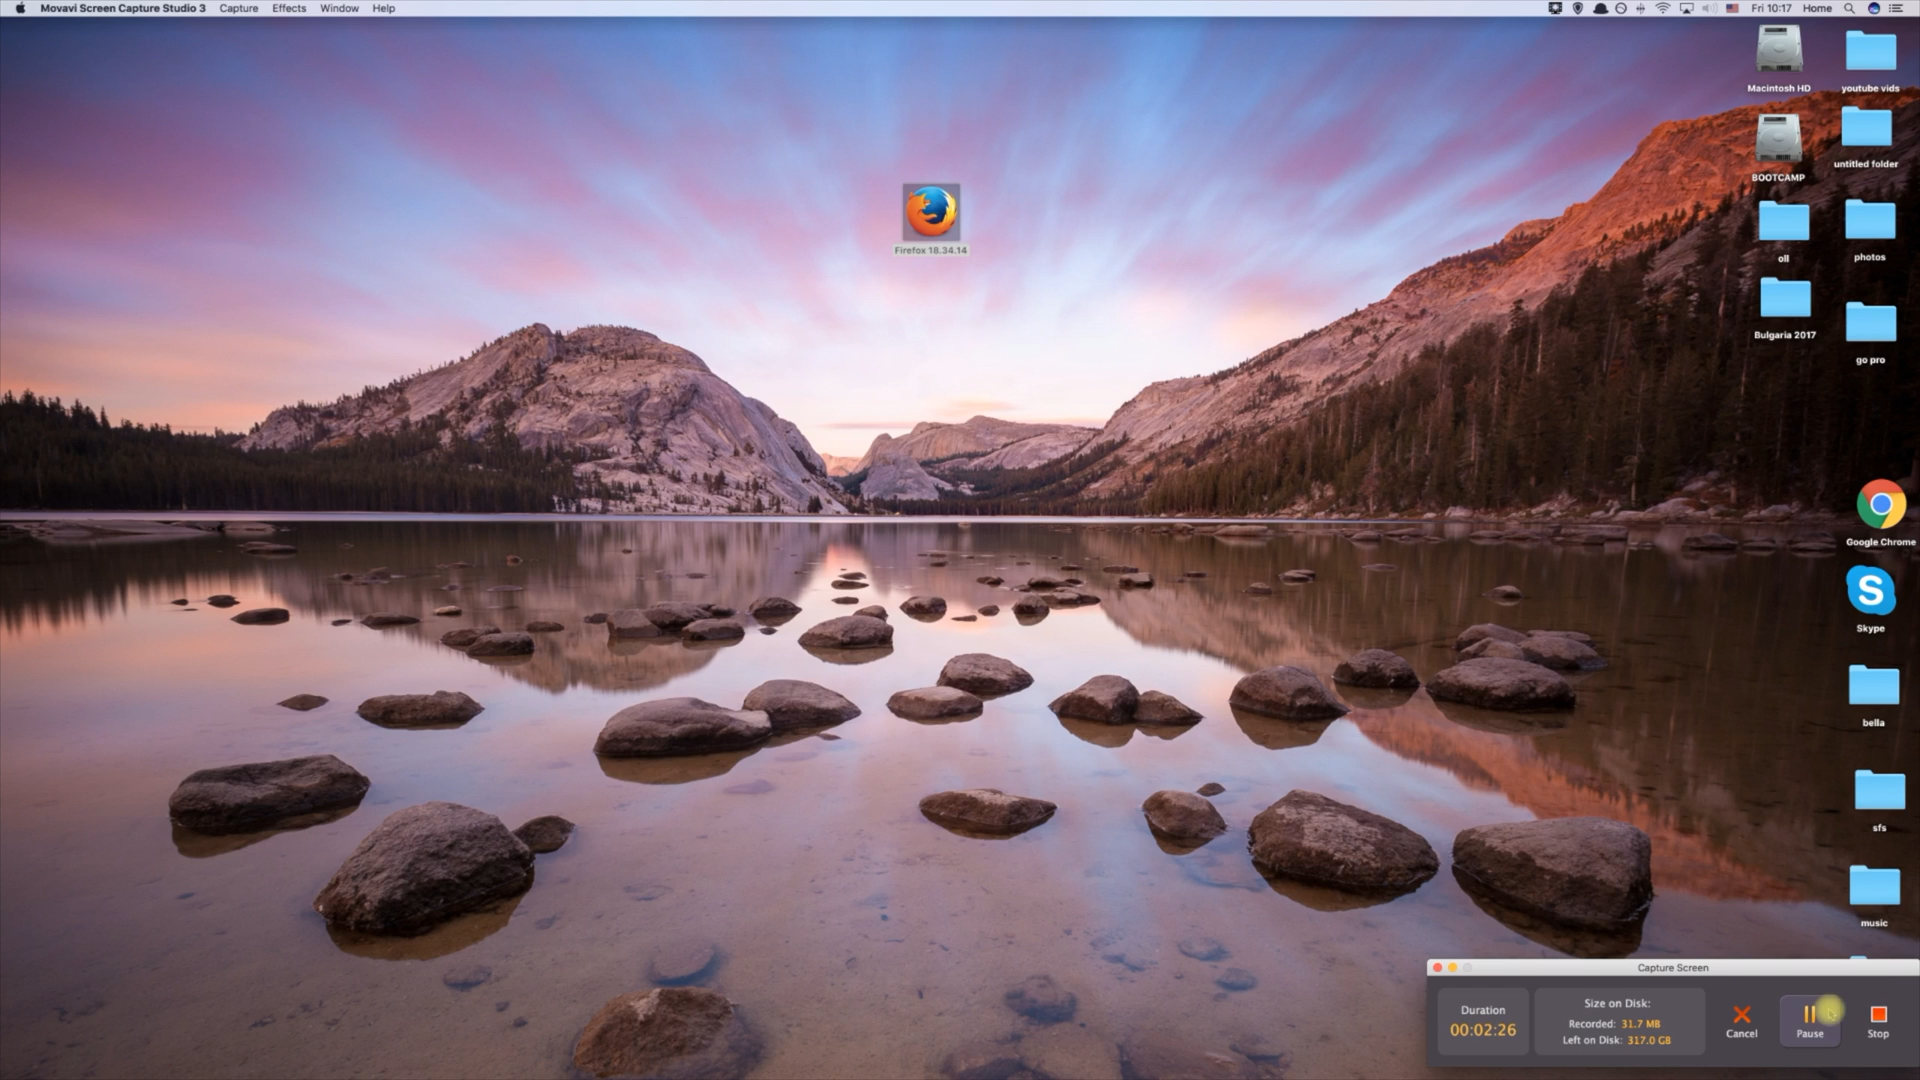 Movavi Screen Capture Studio 3 Capture Effects Window Help
Fri 10:17 Home
Macintosh HD
youtube vids
BOOTCAMP
untitled folder
Firefox 18.34.14
oll
photos
Bulgaria 2017
go pro
Google Chrome
S
Skype
bella
sfs
music
Capture Screen
Duration
00:02:26
Size on Disk:
Recorded: 31.7 MB
Left on Disk: 317.0 GB
Cancel
Pause
Stop